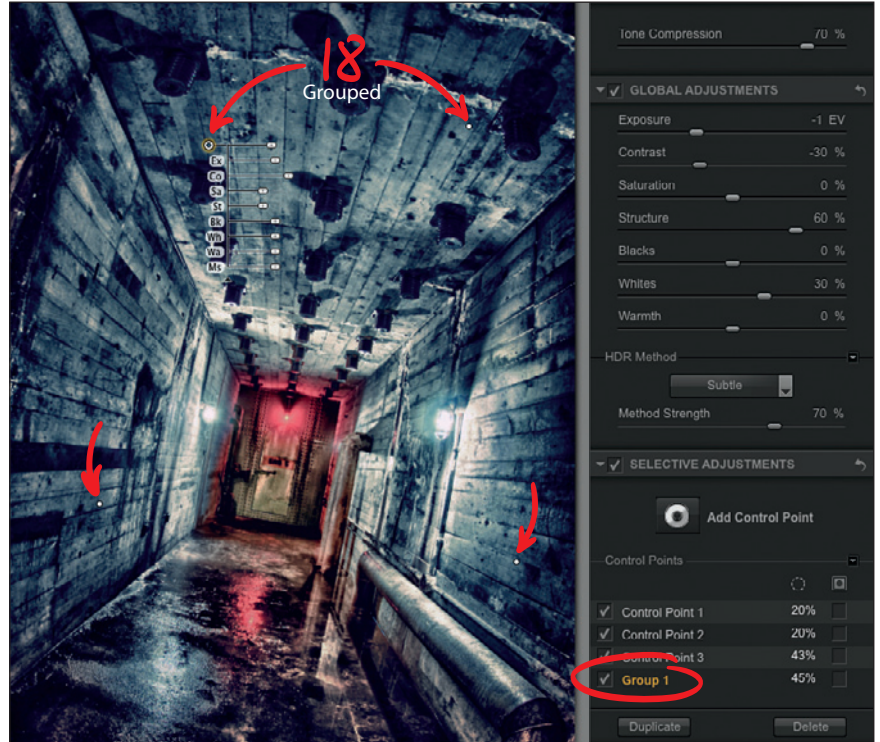 18
Grouped
Ex
Co
Sa
St
Bk
Wh
Wa
Ms
Tone Compression 70 %
GLOBAL ADJUSTMENTS
Exposure -1 EV
Contrast -30 %
Saturation 0 %
Structure 60 %
Blacks 0 %
Whites 30 %
Warmth 0 %
HDR Method
Subtle
Method Strength 70 %
SELECTIVE ADJUSTMENTS
Add Control Point
Control Points
Control Point 1 20%
Control Point 2 20%
Control Point 3 43%
Group 1 45%
Duplicate Delete